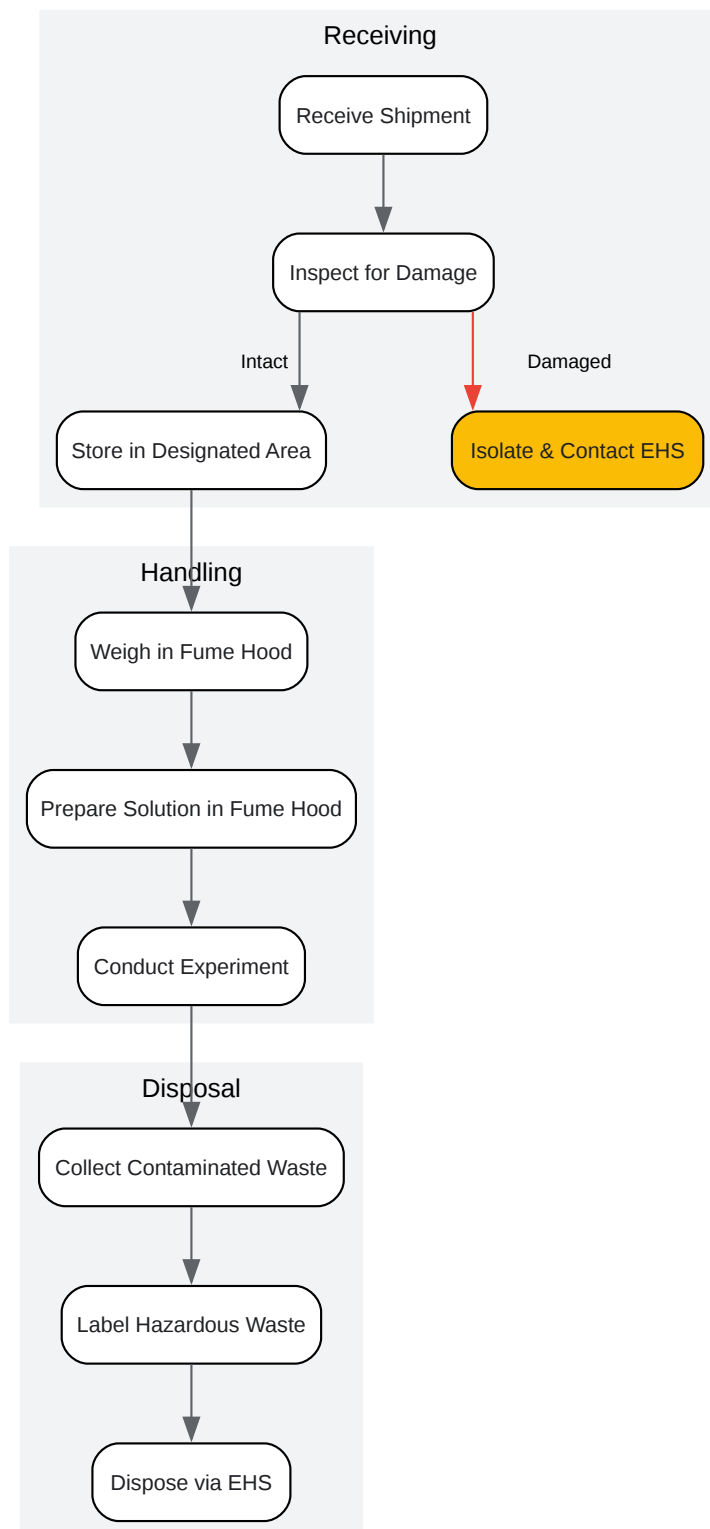 Receiving
Receive Shipment
Inspect for Damage
Intact
Damaged
Store in Designated Area
Isolate & Contact EHS
Handling
Weigh in Fume Hood
Prepare Solution in Fume Hood
Conduct Experiment
Disposal
Collect Contaminated Waste
Label Hazardous Waste
Dispose via EHS